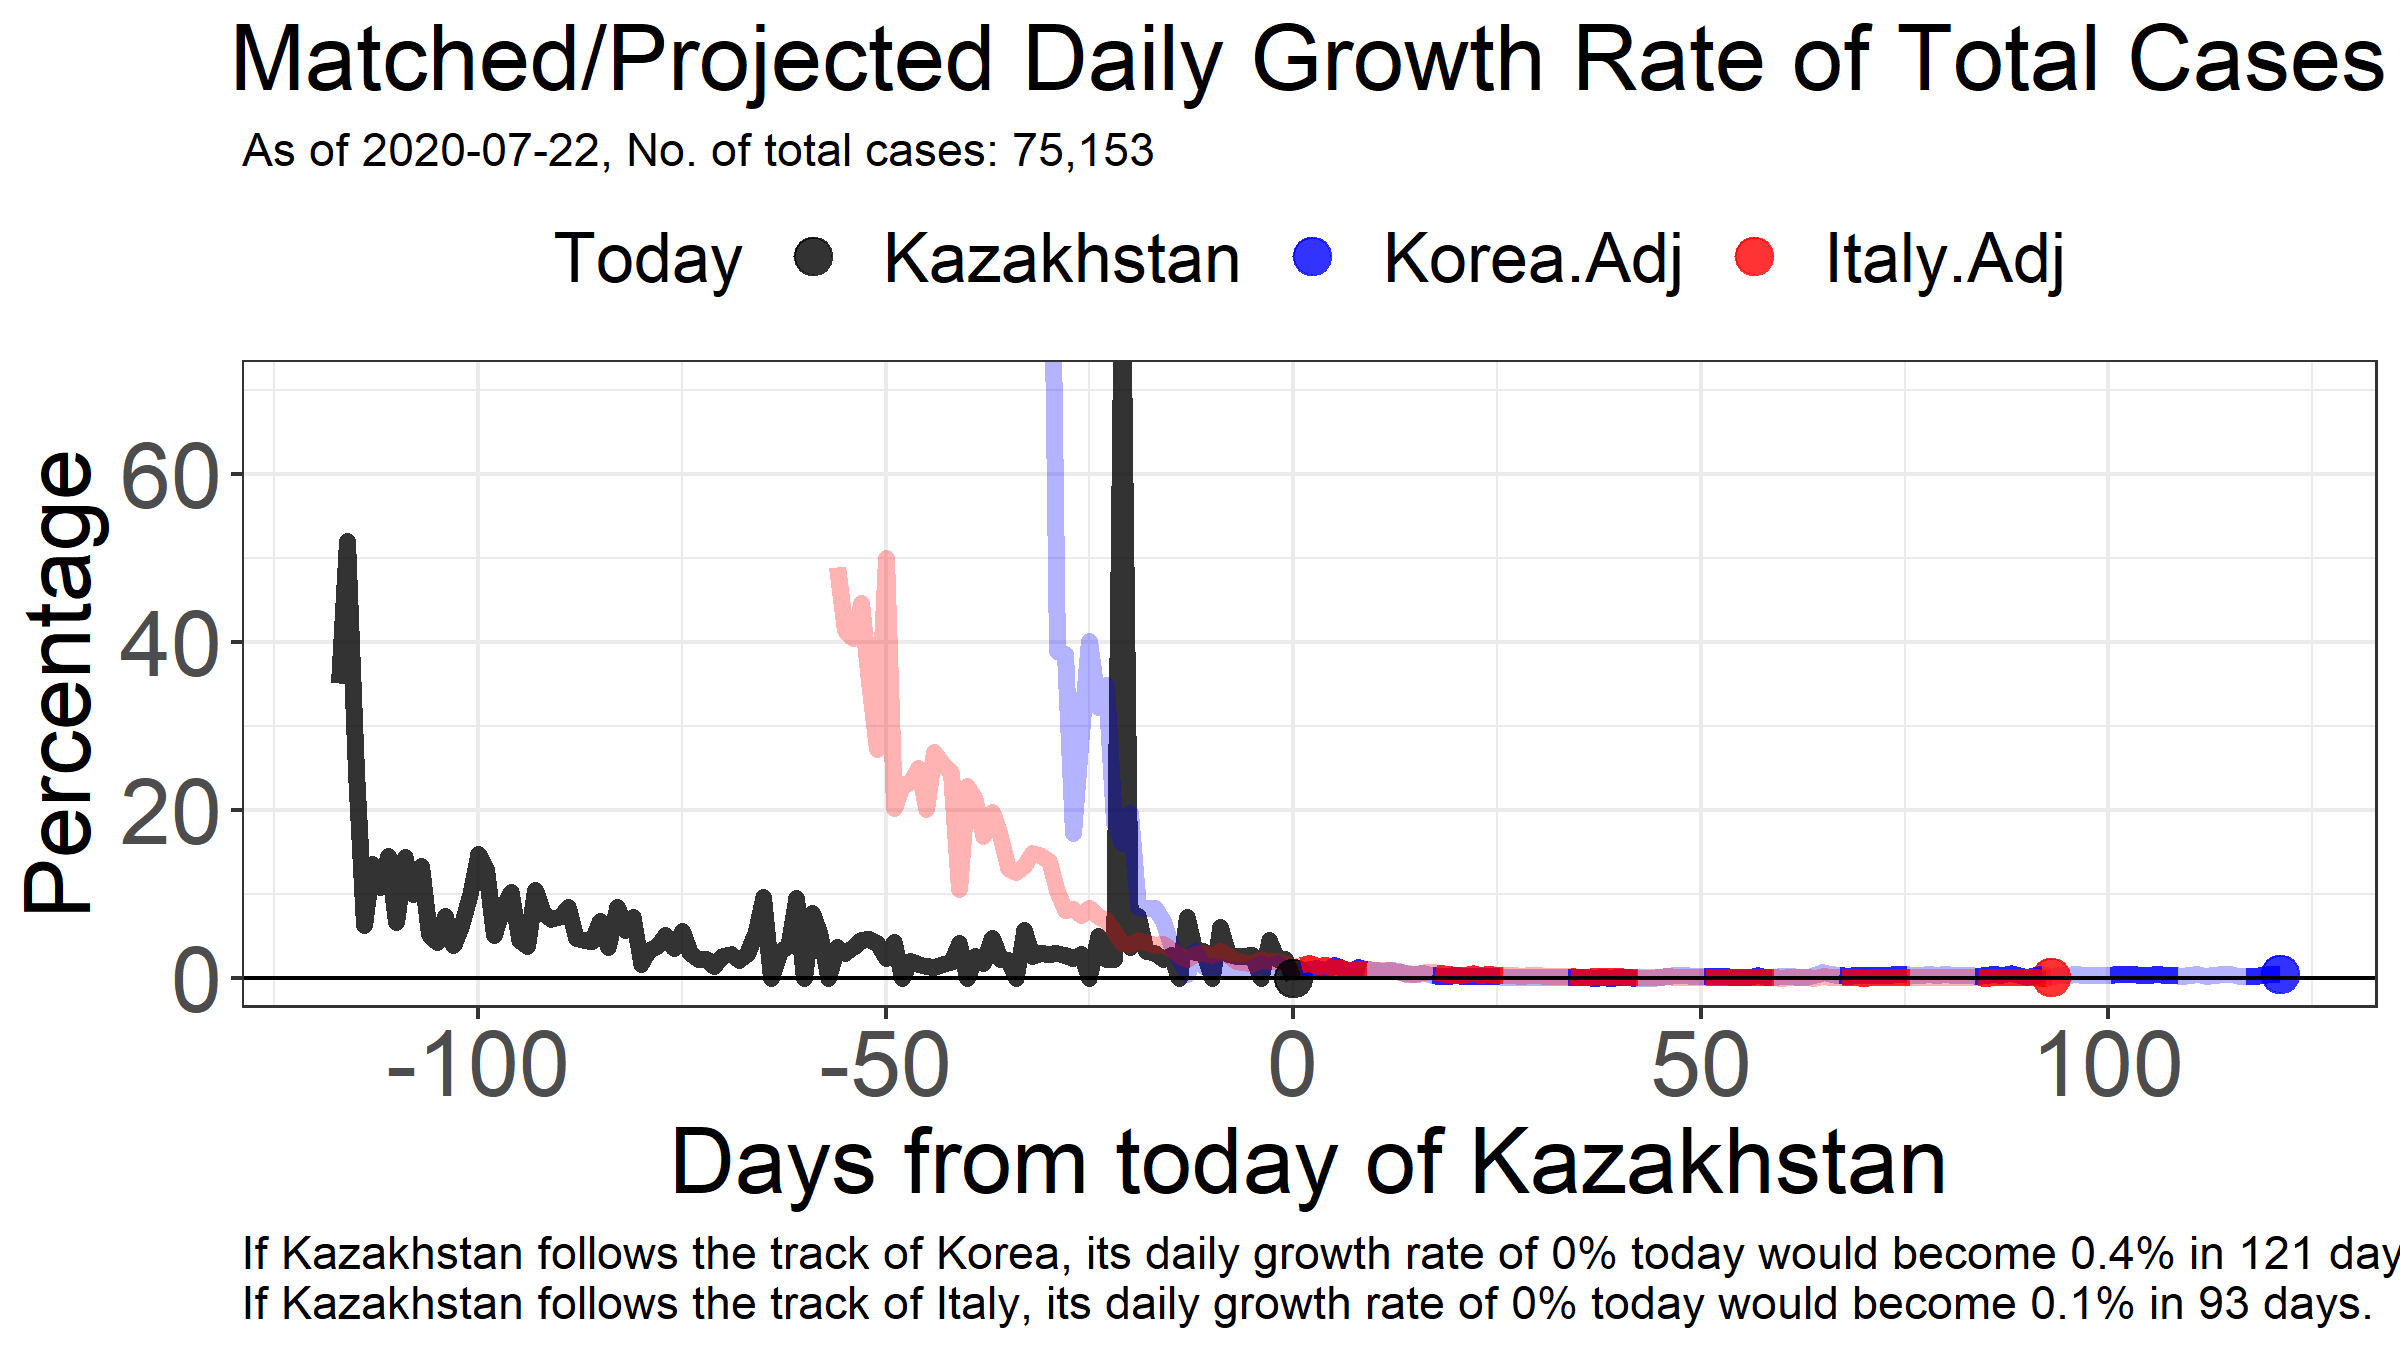 Matched/Projected Daily Growth Rate of Total Cases
As of 2020-07-22, No. of total cases: 75,153
Today Kazakhstan Korea.Adj Italy.Adj
Percentage
60
40
20
0
-100 -50 0 50 100
Days from today of Kazakhstan
If Kazakhstan follows the track of Korea, its daily growth rate of 0% today would become 0.4% in 121 day
If Kazakhstan follows the track of Italy, its daily growth rate of 0% today would become 0.1% in 93 days.